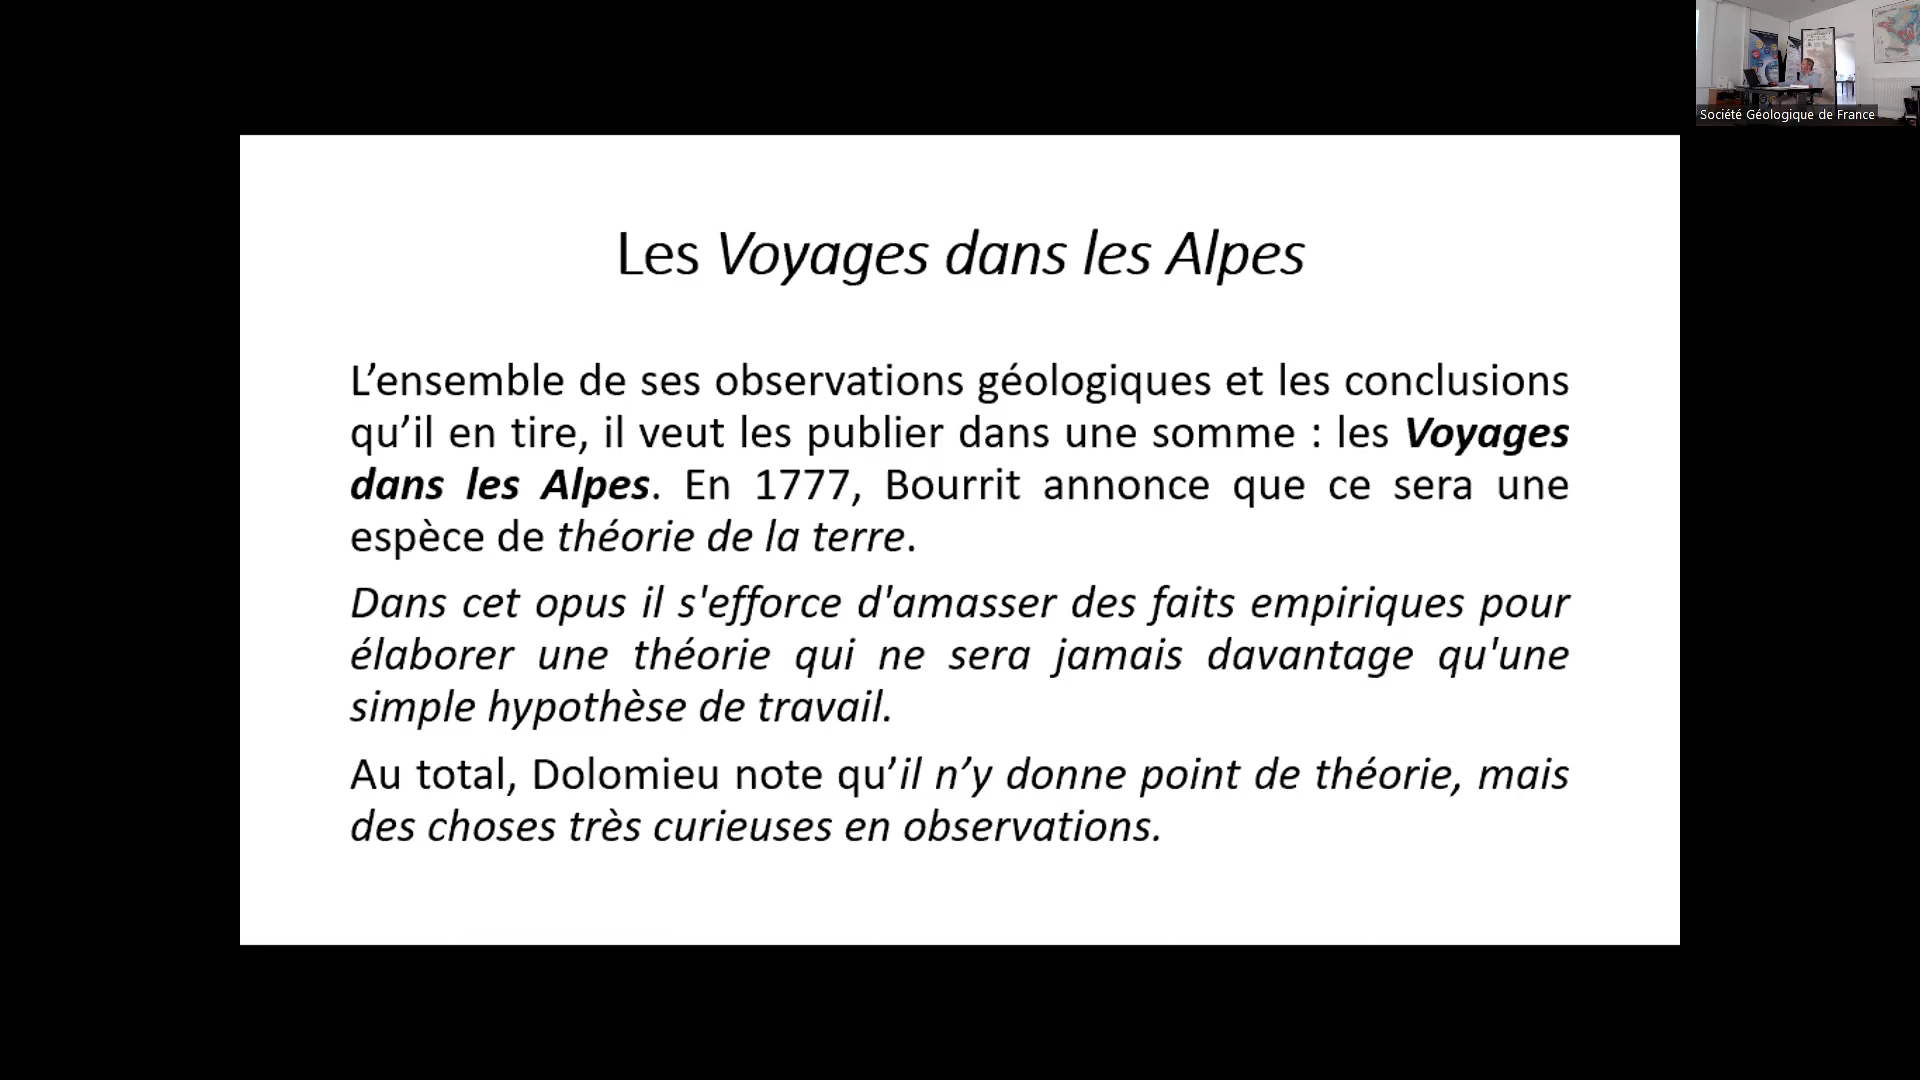 Société Géologique de France
Les Voyages dans les Alpes
L’ensemble de ses observations géologiques et les conclusions
qu’il en tire, il veut les publier dans une somme : les Voyages
dans les Alpes. En 1777, Bourrit annonce que ce sera une
espèce de théorie de la terre.
Dans cet opus il s'efforce d'amasser des faits empiriques pour
élaborer une théorie qui ne sera jamais davantage qu'une
simple hypothèse de travail.
Au total, Dolomieu note qu’il n’y donne point de théorie, mais
des choses très curieuses en observations.